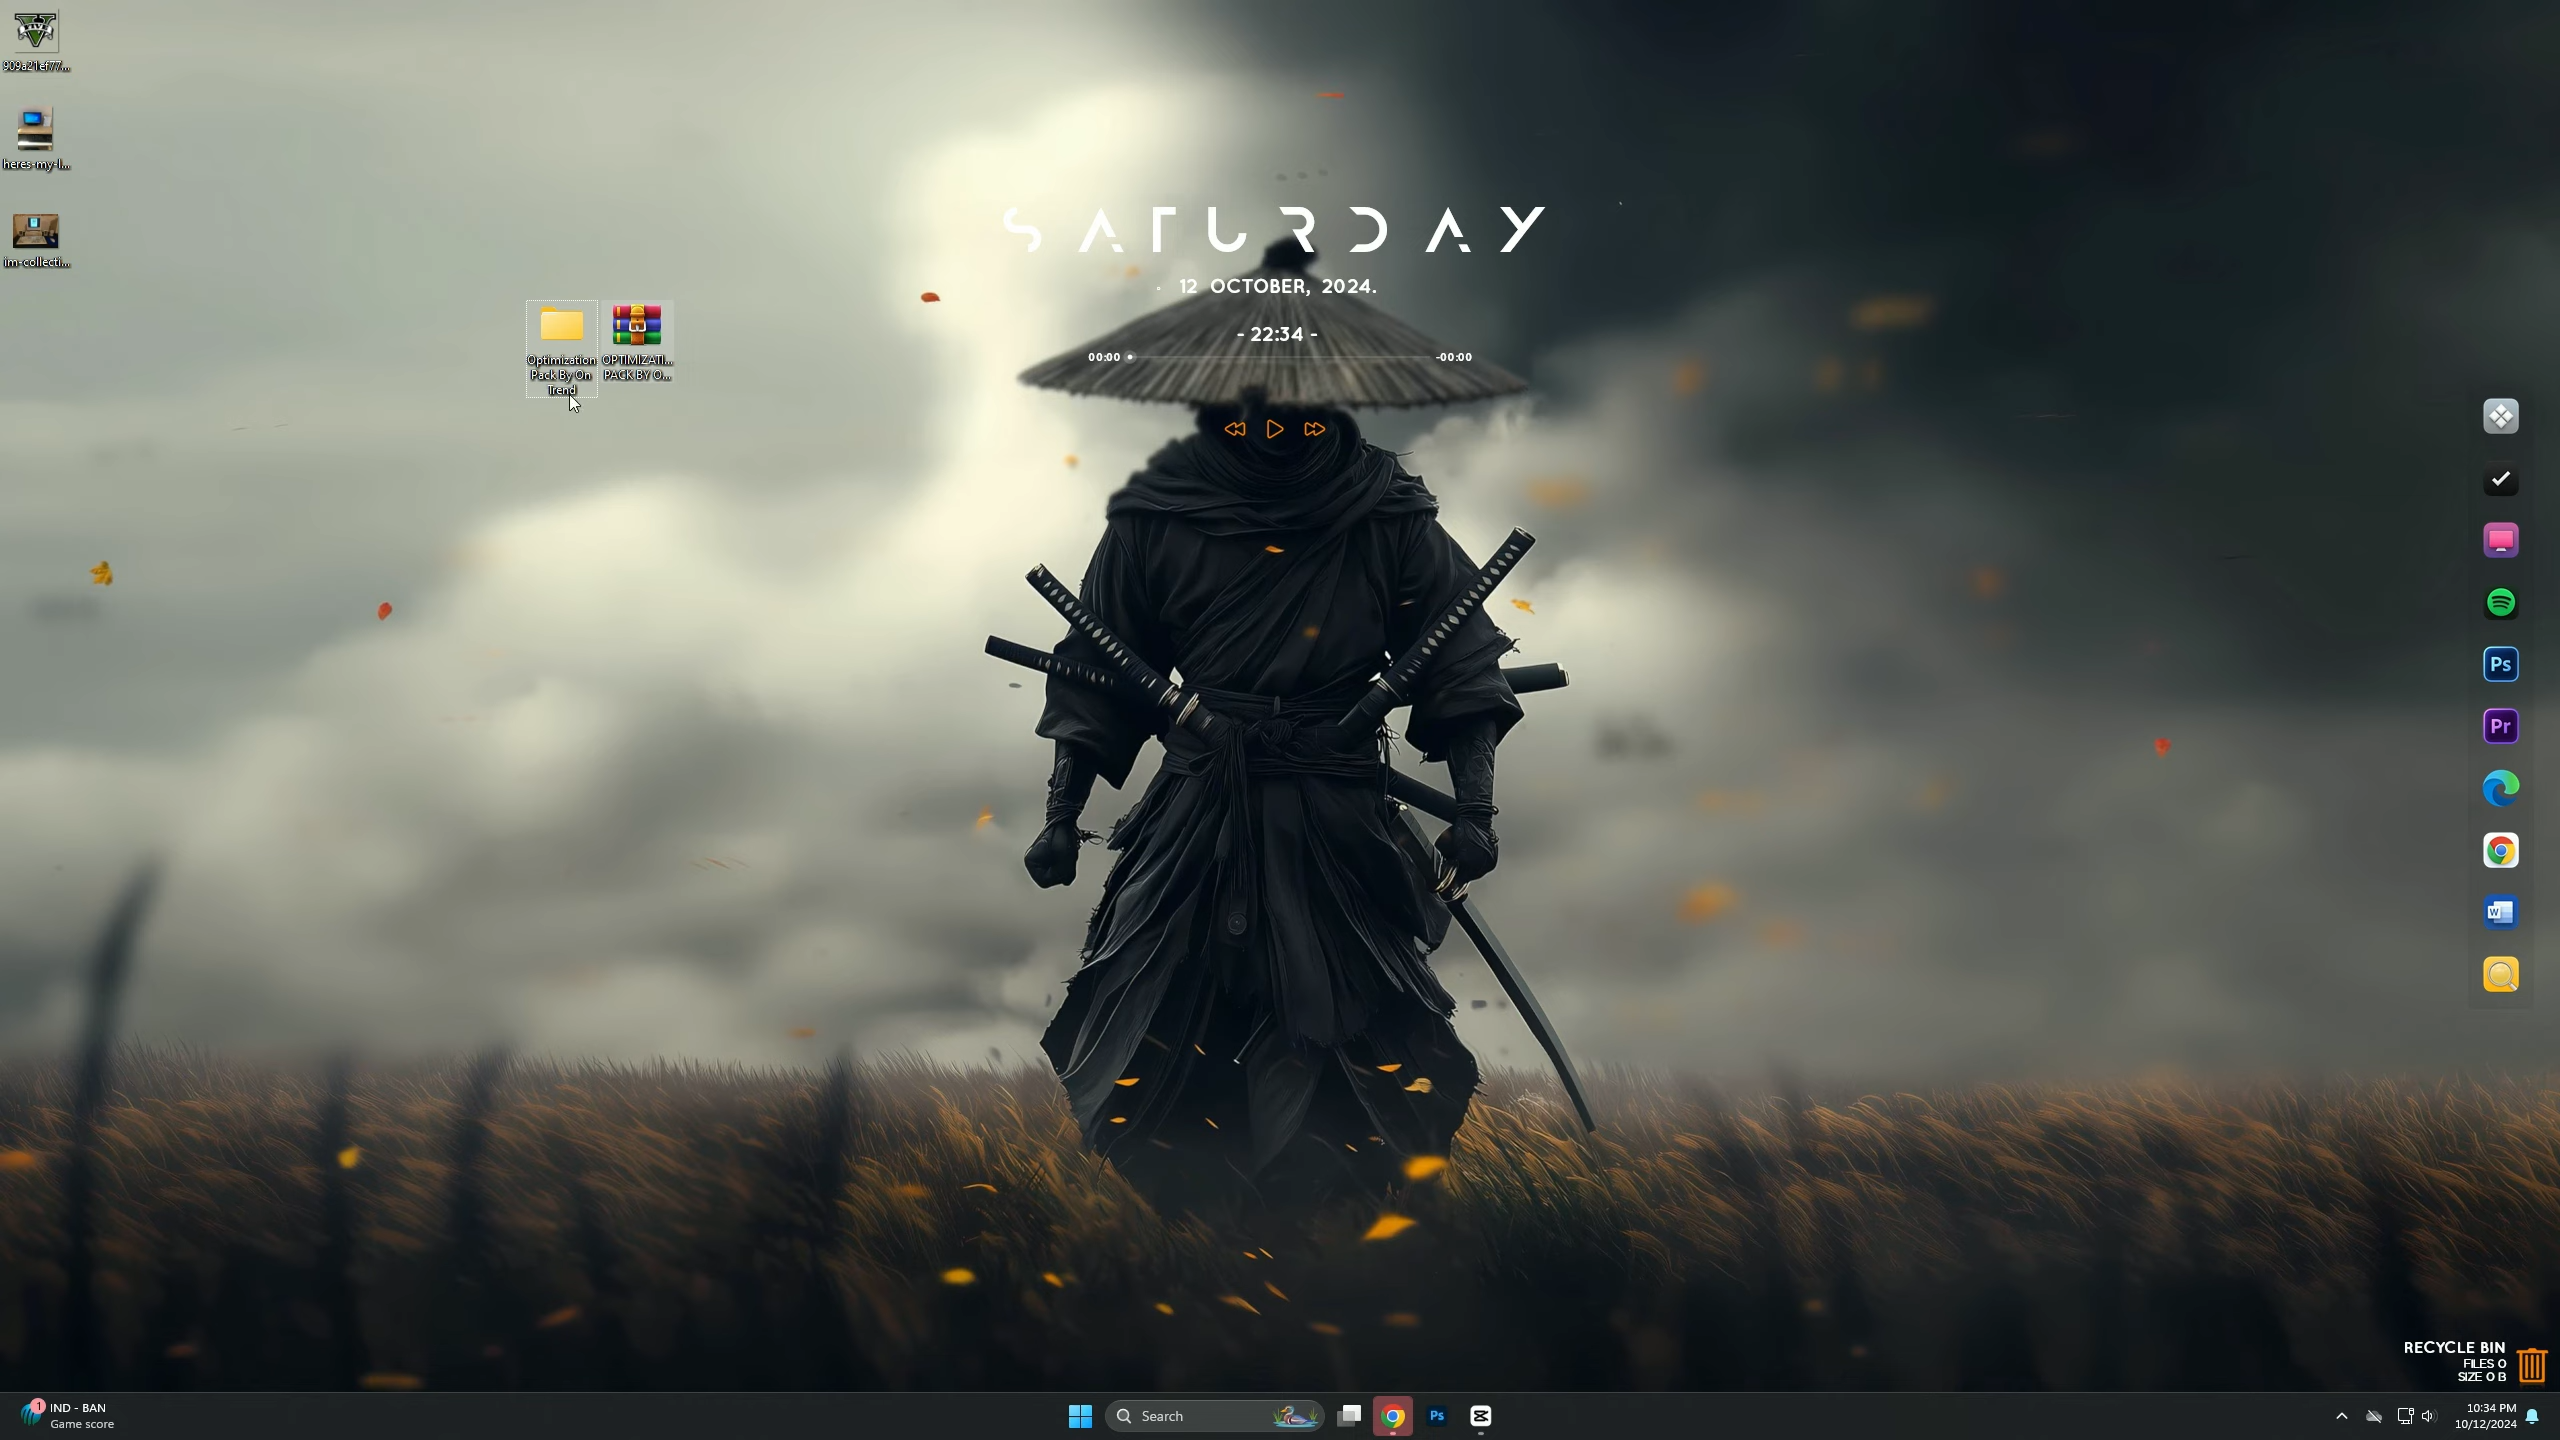 909a21ef77...
heres-my-l...
im-collecti...
Optimization
Pack By On
Trend
OPTIMIZATI...
PACK BY O...
SATURDAY
12 OCTOBER, 2024.
- 22:34 -
00:00
-00:00
Ps
Pr
W
RECYCLE BIN
FILES 0
SIZE 0 B
1
IND - BAN
Game score
Search
Ps
10:34 PM
10/12/2024